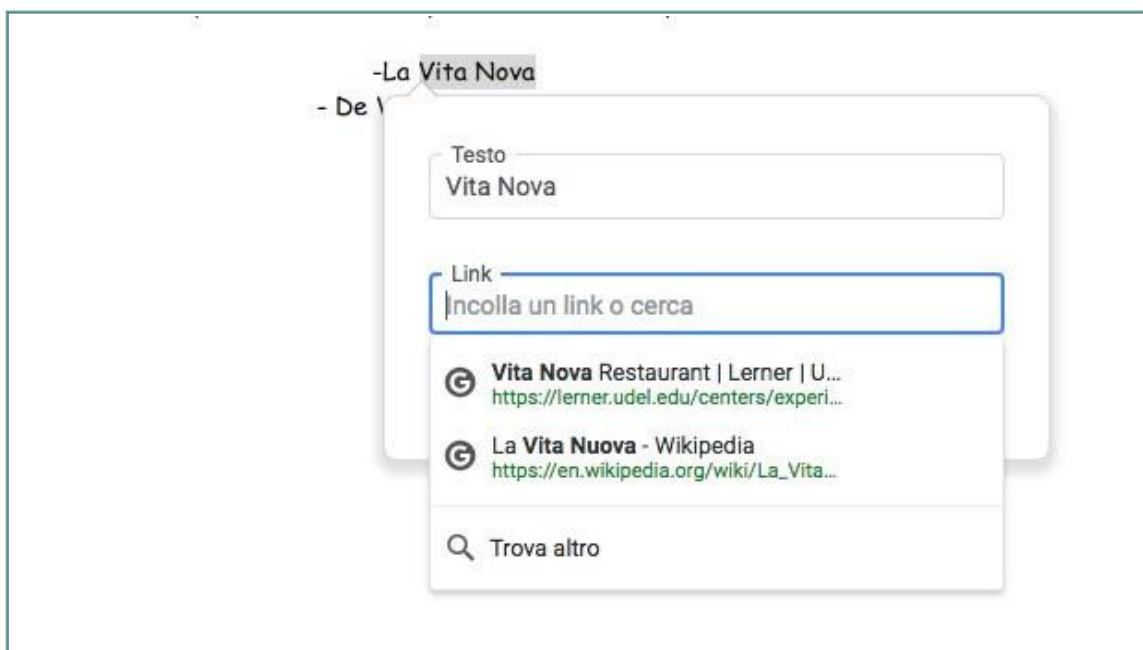 -La Vita Nova
- De
Testo
Vita Nova
Link
Incolla un link o cerca
Vita Nova Restaurant | Lerner | U...
https://lerner.udel.edu/centers/experi...
La Vita Nuova - Wikipedia
https://en.wikipedia.org/wiki/La_Vita...
Trova altro